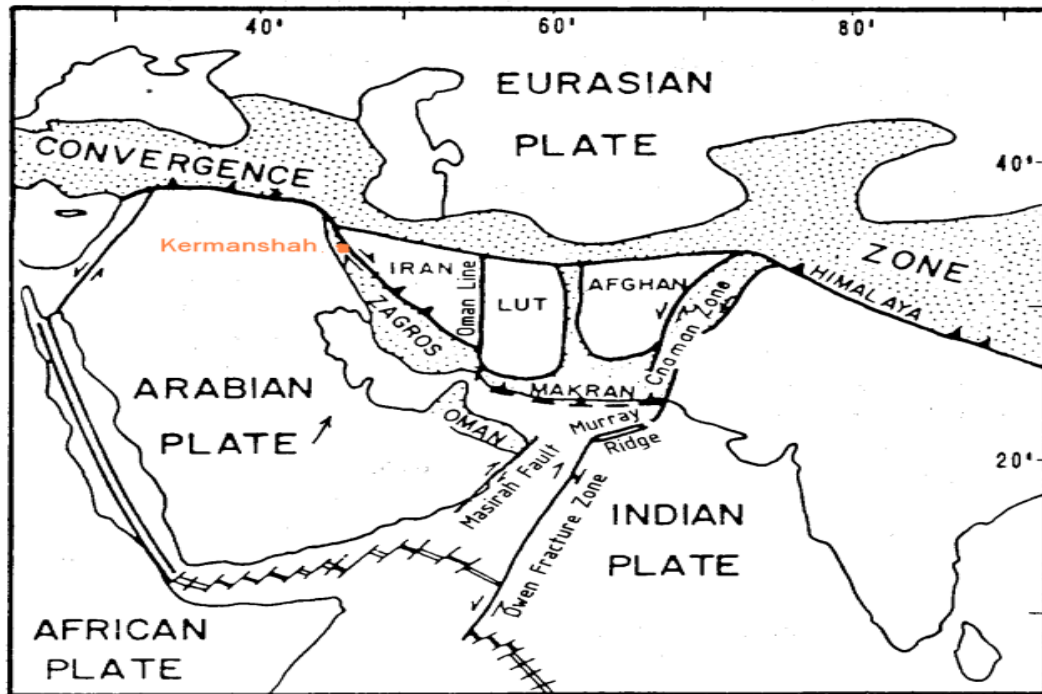 40'
60'
80'
EURASIAN
PLATE
CONVERGENCE
40'
Kermanshah
ZONE
IRAN
Oman Line
LUT
AFGHAN
Cnaman Zone
HIMALAYA
ZAGROS
ARABIAN
PLATE
MAKRAN
OMAN
Murray
Ridge
20'
Masirah Fault
Owen Fracture Zone
INDIAN
PLATE
AFRICAN
PLATE